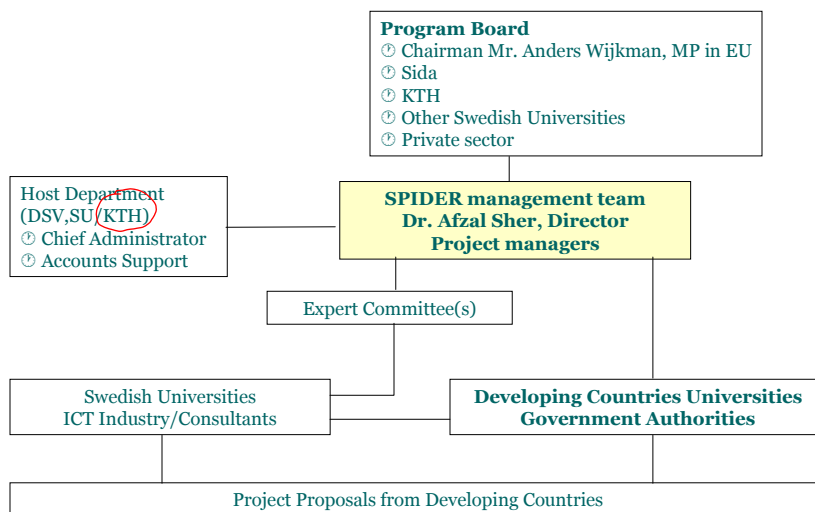 Program Board
Chairman Mr. Anders Wijkman, MP in EU
Sida
KTH
Other Swedish Universities
Private sector
Host Department
(DSV,SU/KTH)
Chief Administrator
Accounts Support
SPIDER management team
Dr. Afzal Sher, Director
Project managers
Expert Committee(s)
Swedish Universities
ICT Industry/Consultants
Developing Countries Universities
Government Authorities
Project Proposals from Developing Countries